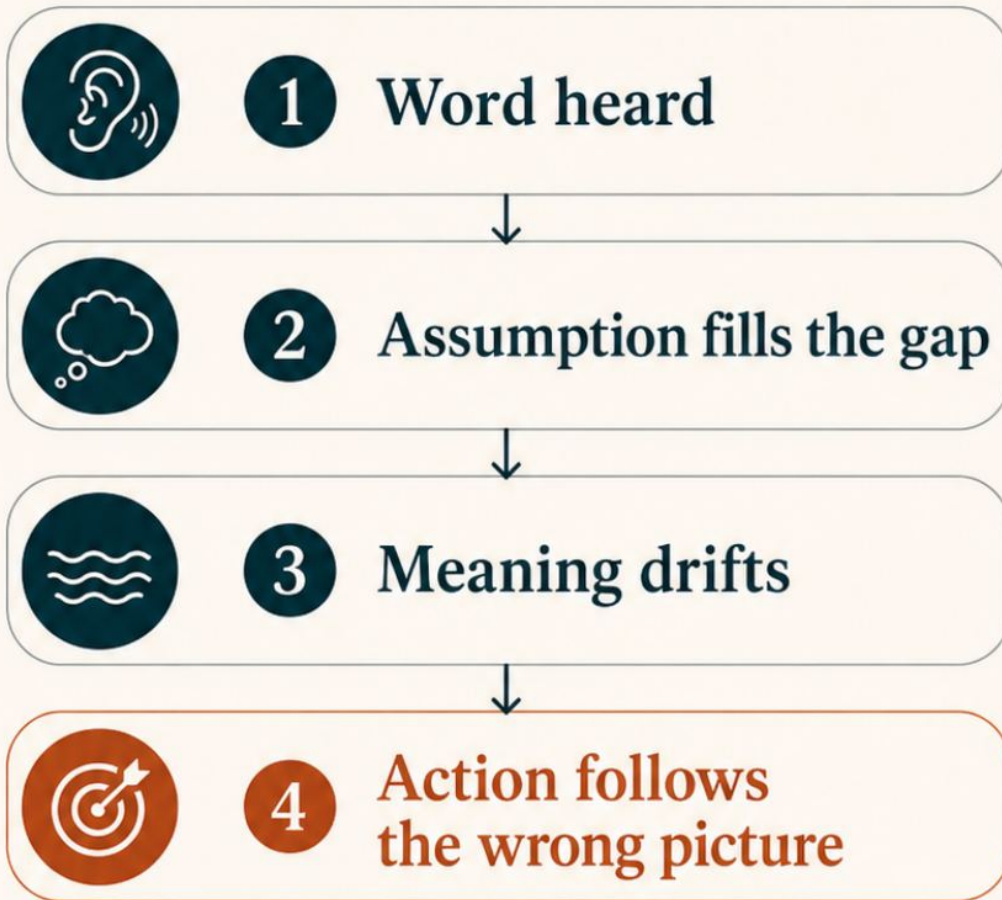 1 Word heard
2 Assumption fills the gap
3 Meaning drifts
4 Action follows
the wrong picture